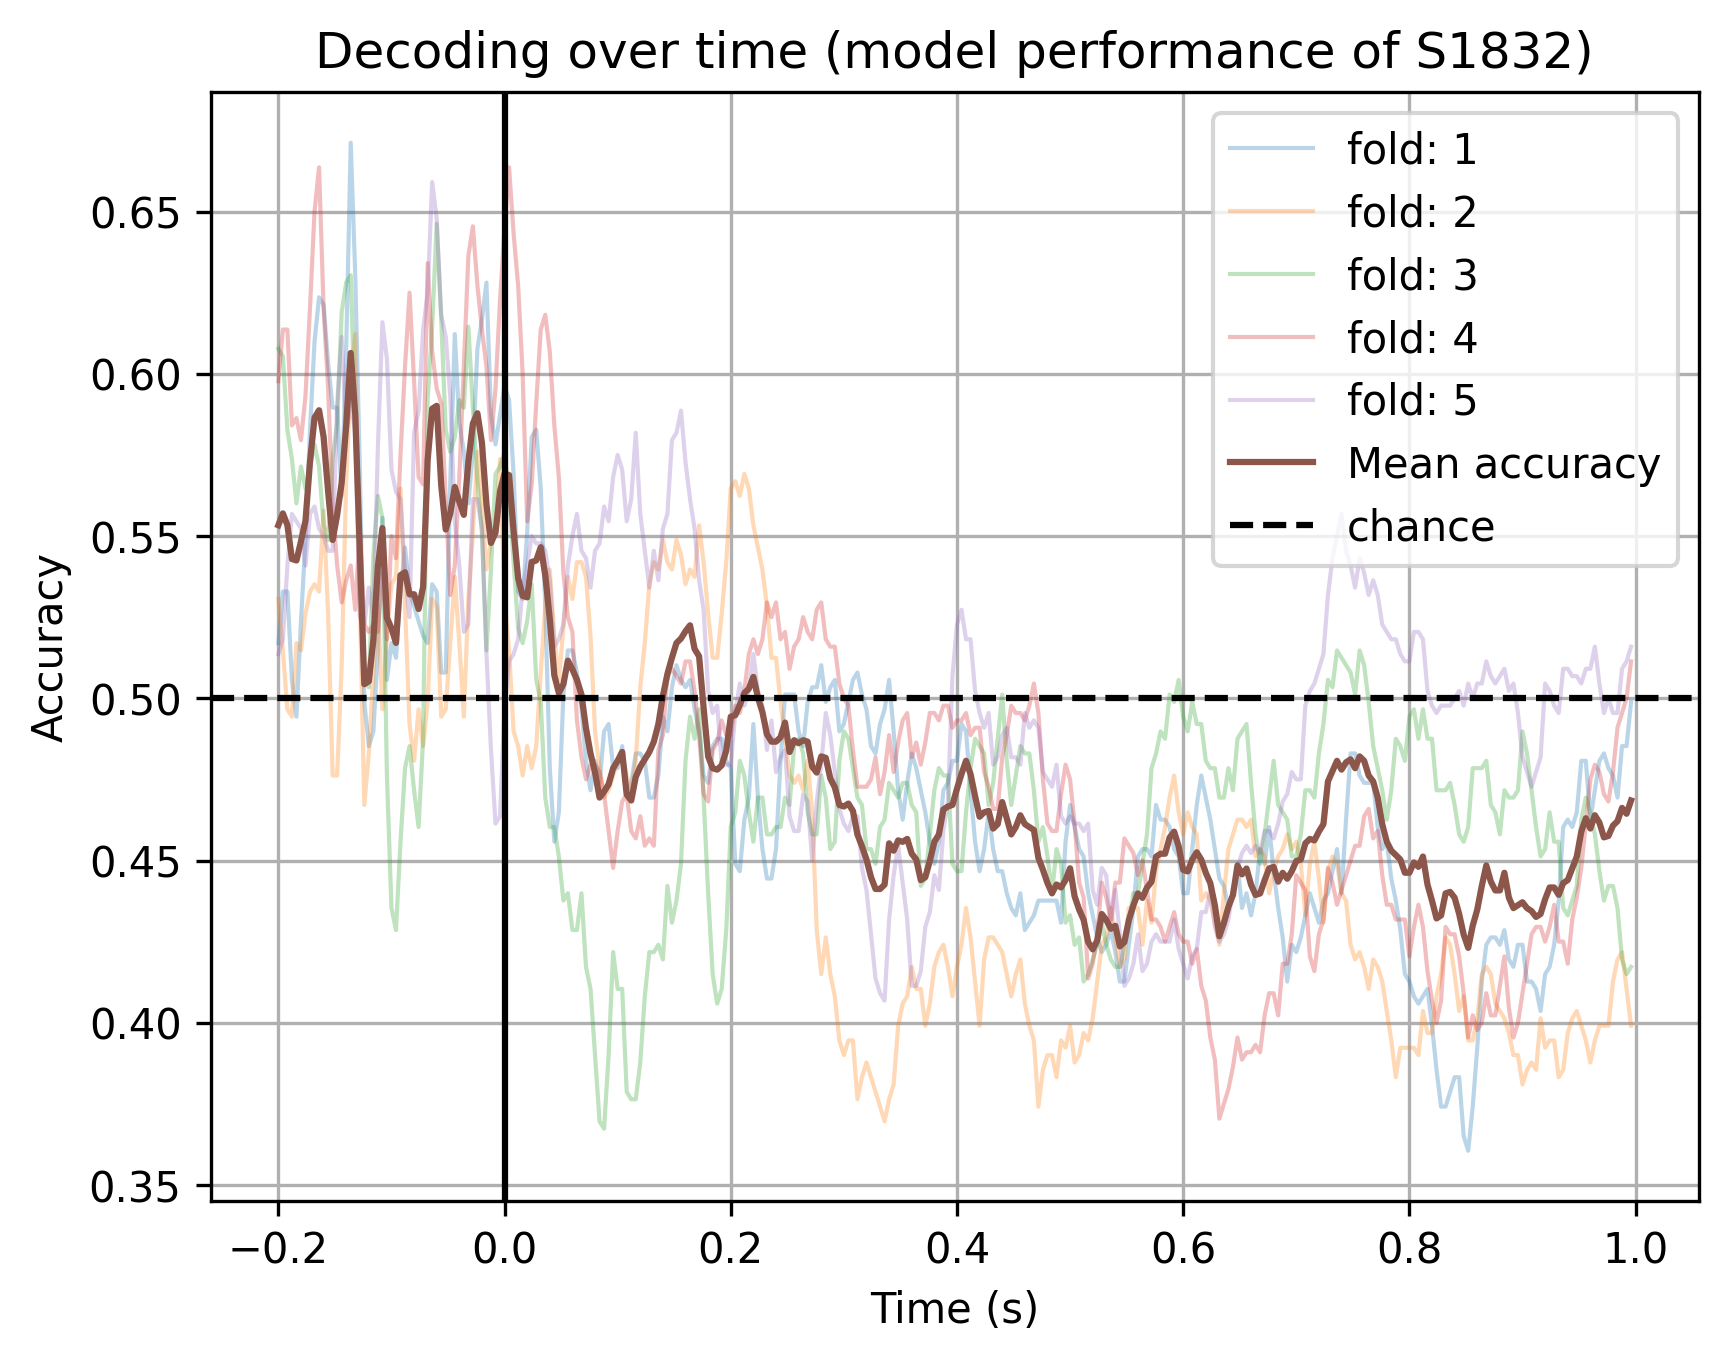 Decoding over time (model performance of S1832)
fold: 1
fold: 2
fold: 3
fold: 4
fold: 5
Mean accuracy
chance
Accuracy
0.65
0.60
0.55
0.50
0.45
0.40
0.35
−0.2
0.0
0.2
0.4
0.6
0.8
1.0
Time (s)